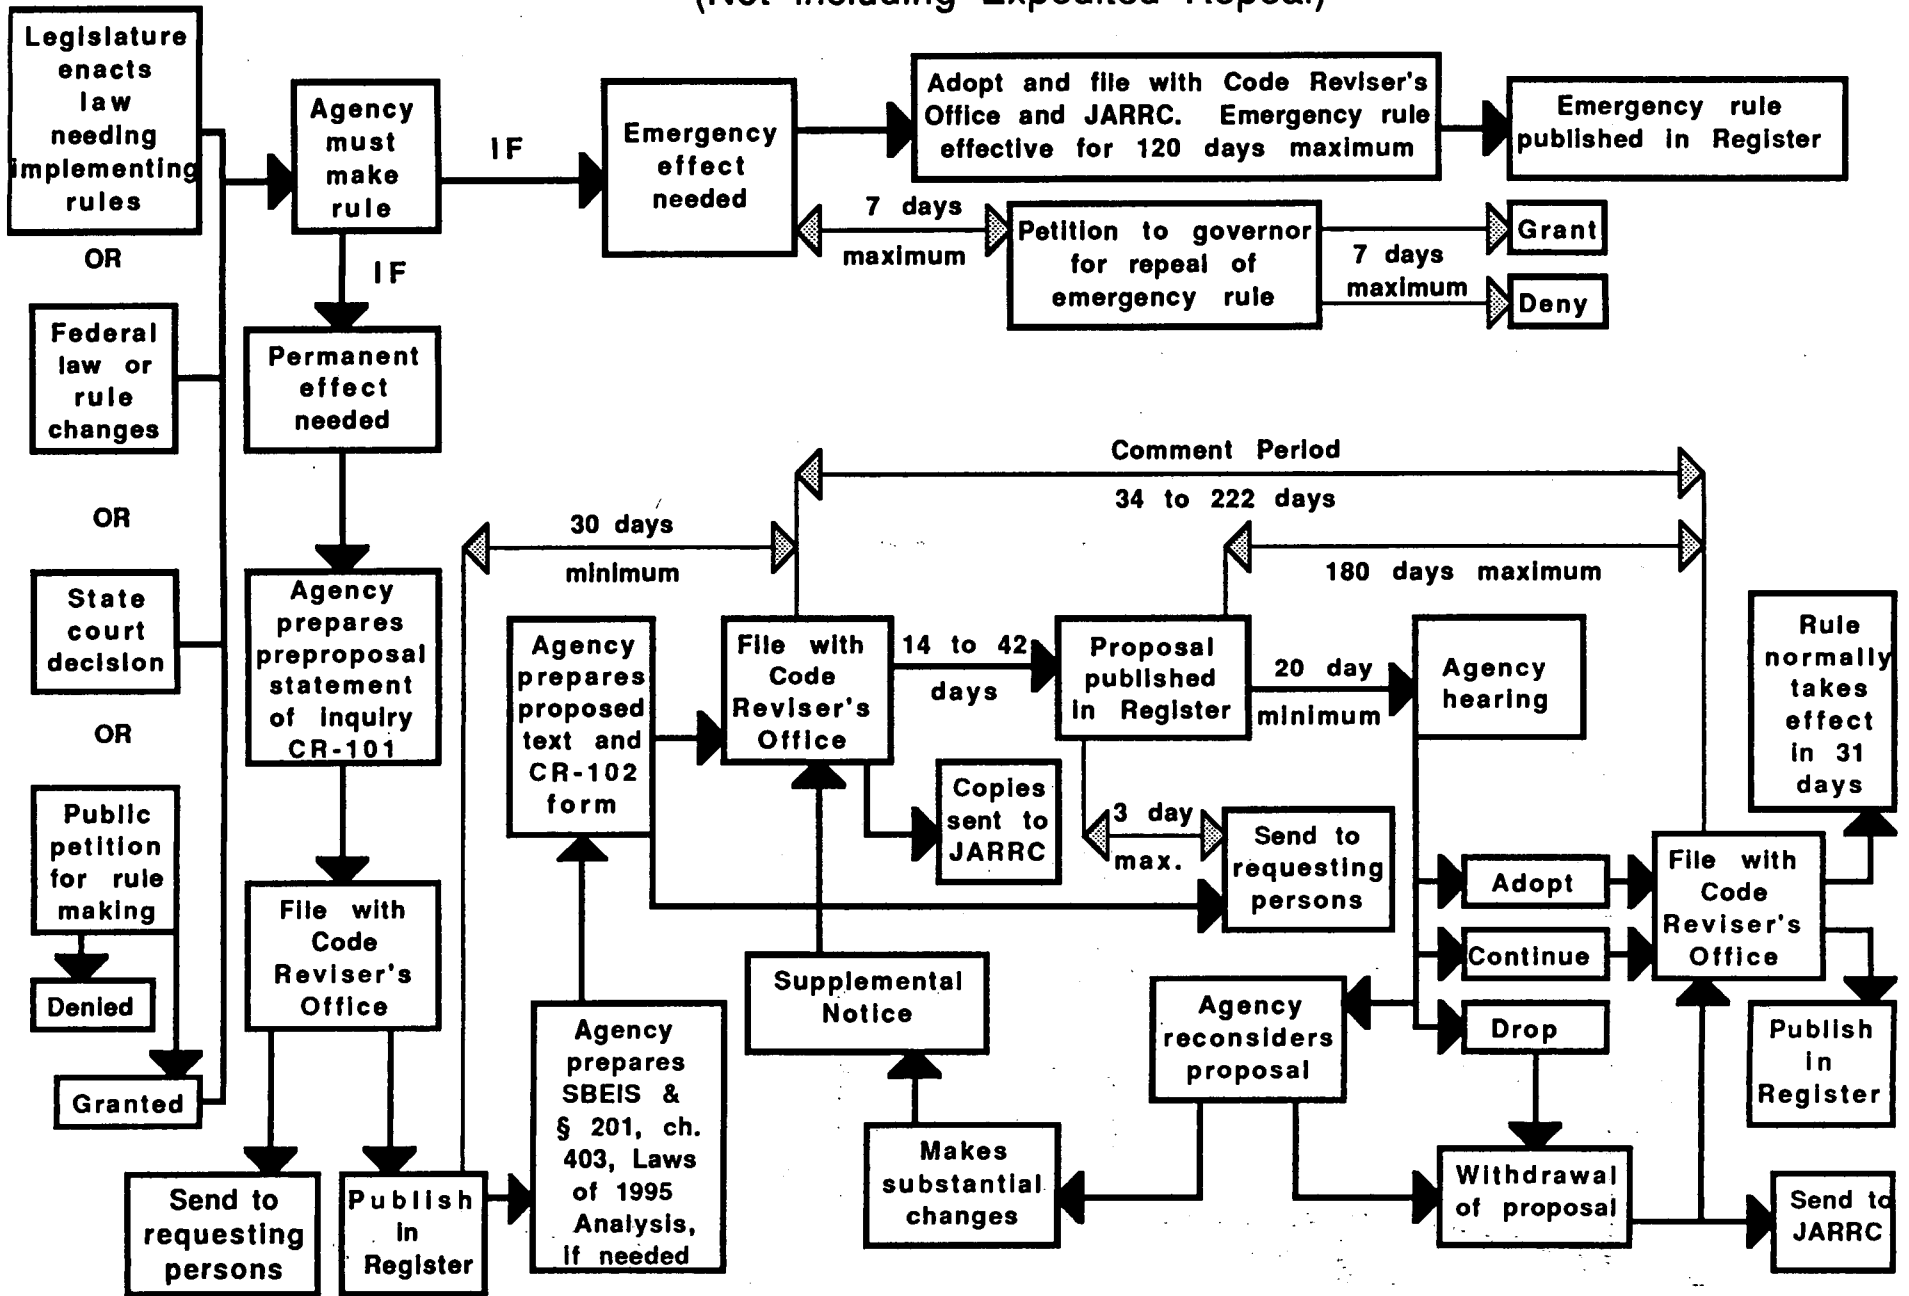 (Not Including Expedited Repeal)
Legislature
enacts
law
needing
implementing
rules
OR
Federal
law or
rule
changes
OR
State
court
decision
OR
Public
petition
for rule
making
Denied
Granted
Agency
must
make
rule
IF
IF
Emergency
effect
needed
Adopt and file with Code Reviser's
Office and JARRC. Emergency rule
effective for 120 days maximum
Emergency rule
published in Register
7 days
maximum
Petition to governor
for repeal of
emergency rule
7 days
maximum
Grant
Deny
Permanent
effect
needed
Agency
prepares
preproposal
statement
of inquiry
CR-101
File with
Code
Reviser's
Office
Send to
requesting
persons
Publish
in
Register
30 days
minimum
Agency
prepares
SBEIS &
§ 201, ch.
403, Laws
of 1995
Analysis,
if needed
Agency
prepares
proposed
text and
CR-102
form
File with
Code
Reviser's
Office
Comment Period
34 to 222 days
180 days maximum
14 to 42
days
Proposal
published
in Register
20 day
minimum
Agency
hearing
Copies
sent to
JARRC
3 day
max.
Send to
requesting
persons
Supplemental
Notice
Makes
substantial
changes
Agency
reconsiders
proposal
Adopt
Continue
Drop
Withdrawal
of proposal
File with
Code
Reviser's
Office
Rule
normally
takes
effect
in 31
days
Publish
in
Register
Send to
JARRC